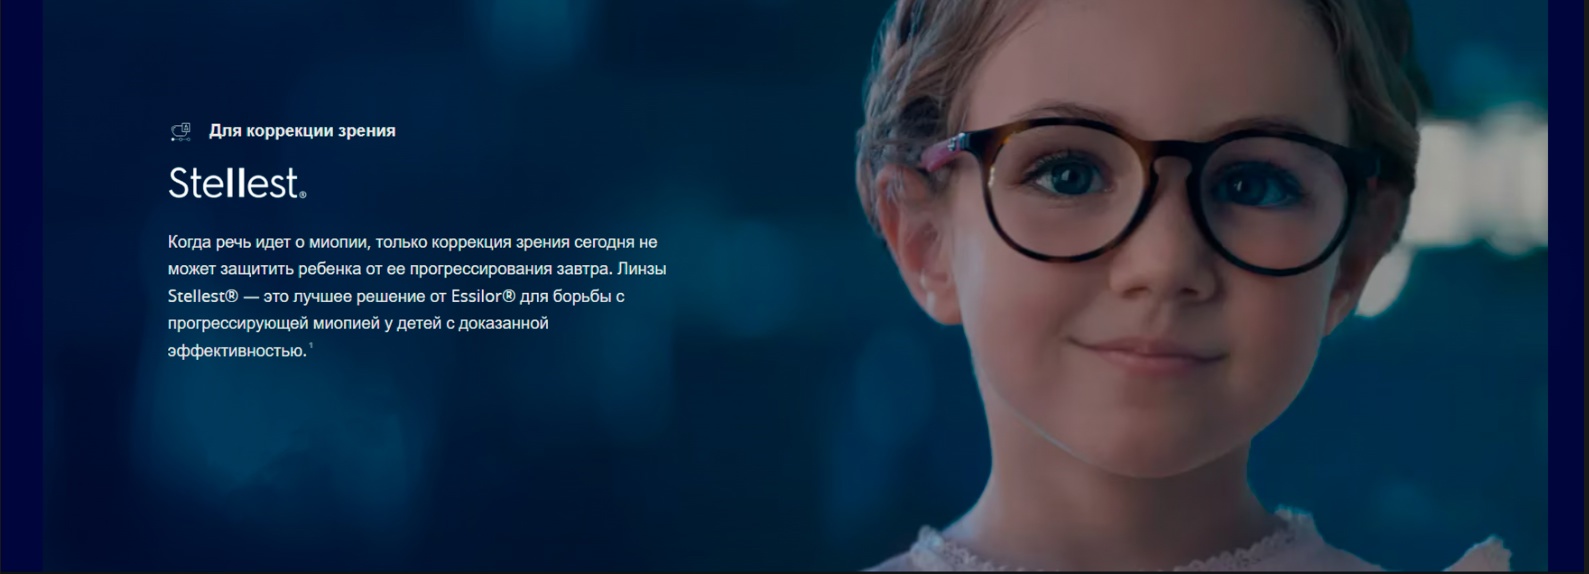 Для коррекции зрения
Stellest®
Когда речь идет о миопии, только коррекция зрения сегодня не
может защитить ребенка от ее прогрессирования завтра. Линзы
Stellest® — это лучшее решение от Essilor® для борьбы с
прогрессирующей миопией у детей с доказанной
эффективностью.¹